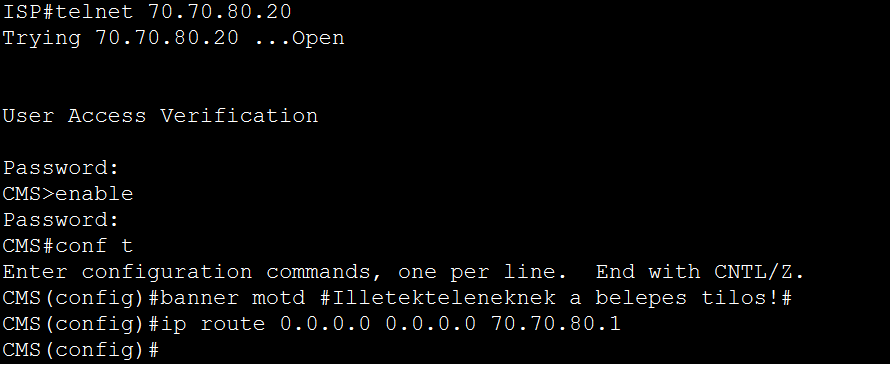 ISP#telnet 70.70.80.20
Trying 70.70.80.20 ...Open
User Access Verification
Password:
CMS>enable
Password:
CMS#conf t
Enter configuration commands, one per line.  End with CNTL/Z.
CMS(config)#banner motd #Illetekteleneknek a belepes tilos!#
CMS(config)#ip route 0.0.0.0 0.0.0.0 70.70.80.1
CMS(config)#